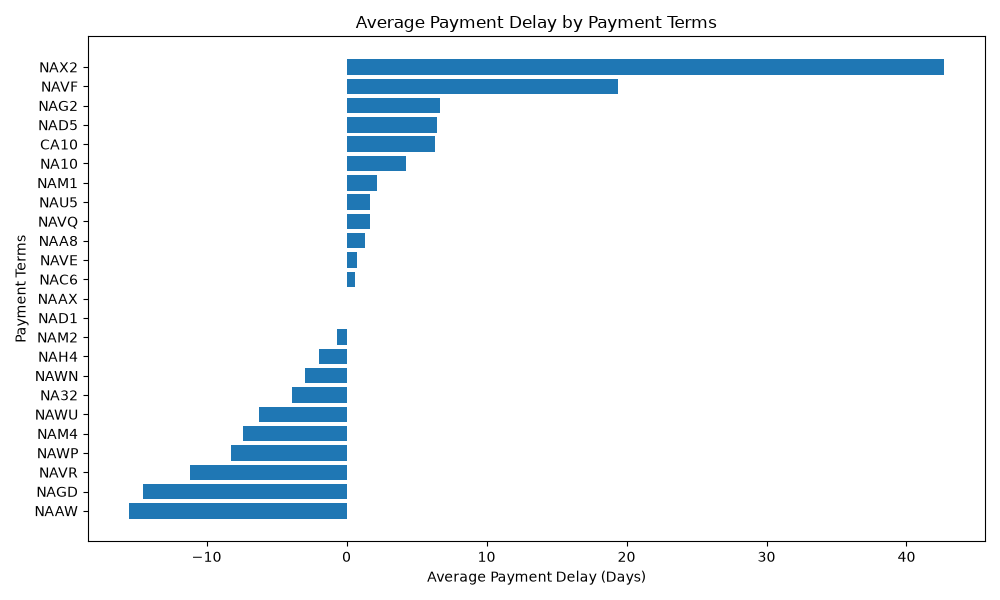 Average Payment Delay by Payment Terms
Payment Terms
NAX2
NAVF
NAG2
NAD5
CA10
NA10
NAM1
NAU5
NAVQ
NAA8
NAVE
NAC6
NAAX
NAD1
NAM2
NAH4
NAWN
NA32
NAWU
NAM4
NAWP
NAVR
NAGD
NAAW
−10 0 10 20 30 40
Average Payment Delay (Days)